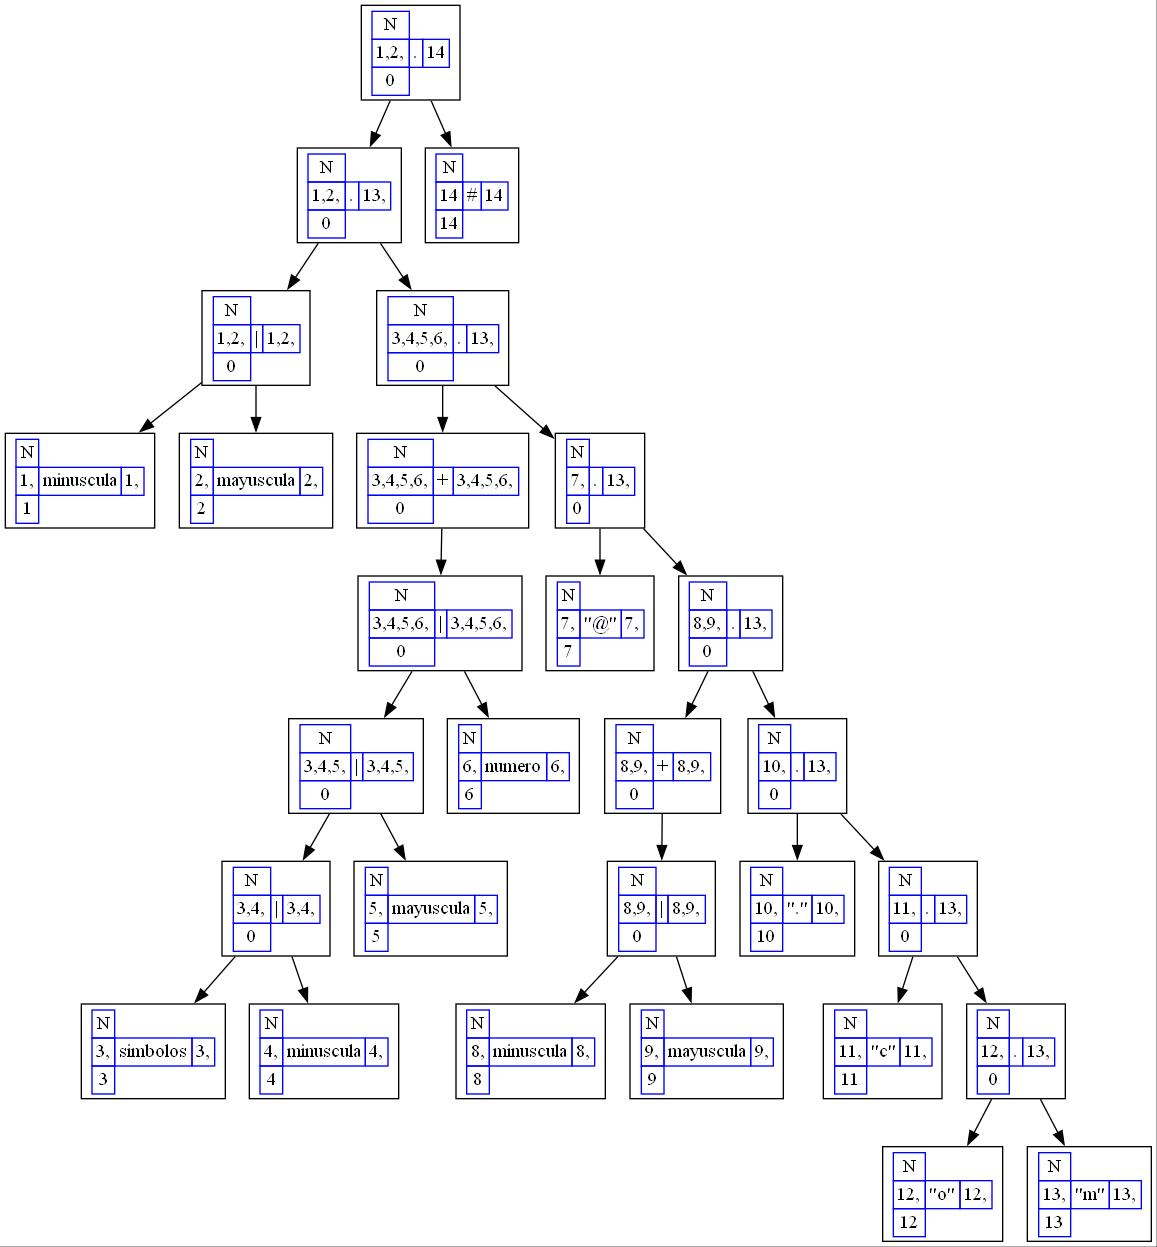 N
1,2, . 14
0
N
1,2, . 13,
0
N
14 # 14
14
N
1,2, | 1,2,
0
N
3,4,5,6, . 13,
0
N
1, minuscula 1,
1
N
2, mayuscula 2,
2
N
3,4,5,6, + 3,4,5,6,
0
N
7, . 13,
0
N
3,4,5,6, | 3,4,5,6,
0
N
7, "@" 7,
7
N
8,9, . 13,
0
N
3,4,5, | 3,4,5,
0
N
6, numero 6,
6
N
8,9, + 8,9,
0
N
10, . 13,
0
N
3,4, | 3,4,
0
N
5, mayuscula 5,
5
N
8,9, | 8,9,
0
N
10, "." 10,
10
N
11, . 13,
0
N
3, simbolos 3,
3
N
4, minuscula 4,
4
N
8, minuscula 8,
8
N
9, mayuscula 9,
9
N
11, "c" 11,
11
N
12, . 13,
0
N
12, "o" 12,
12
N
13, "m" 13,
13